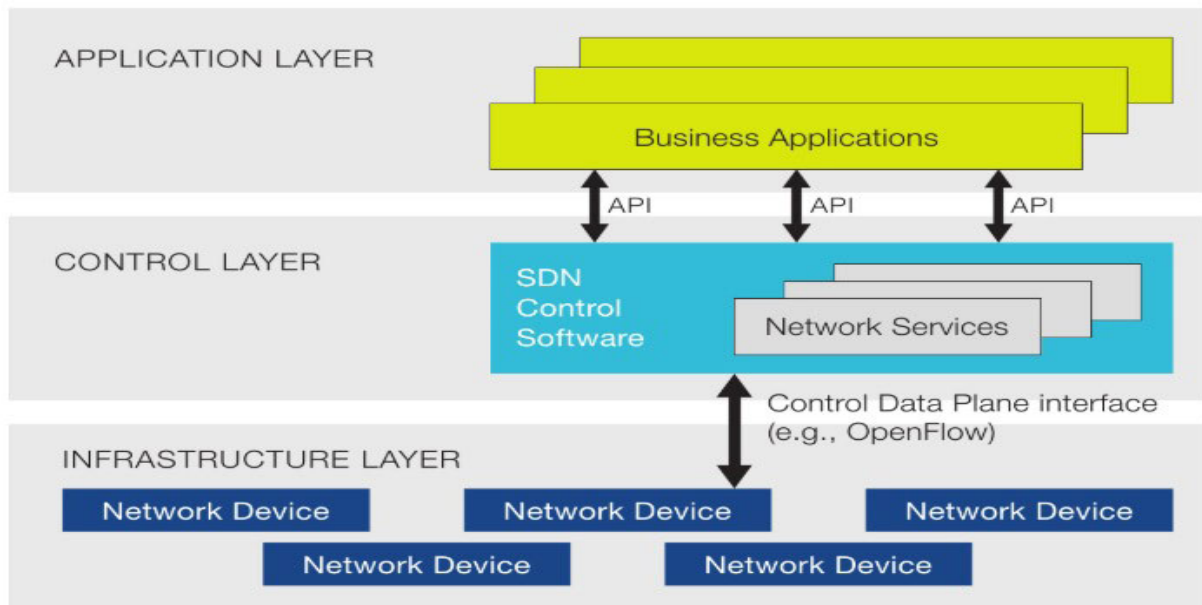 APPLICATION LAYER
Business Applications
API
API
API
CONTROL LAYER
SDN
Control
Software
Network Services
Control Data Plane interface
(e.g., OpenFlow)
INFRASTRUCTURE LAYER
Network Device
Network Device
Network Device
Network Device
Network Device